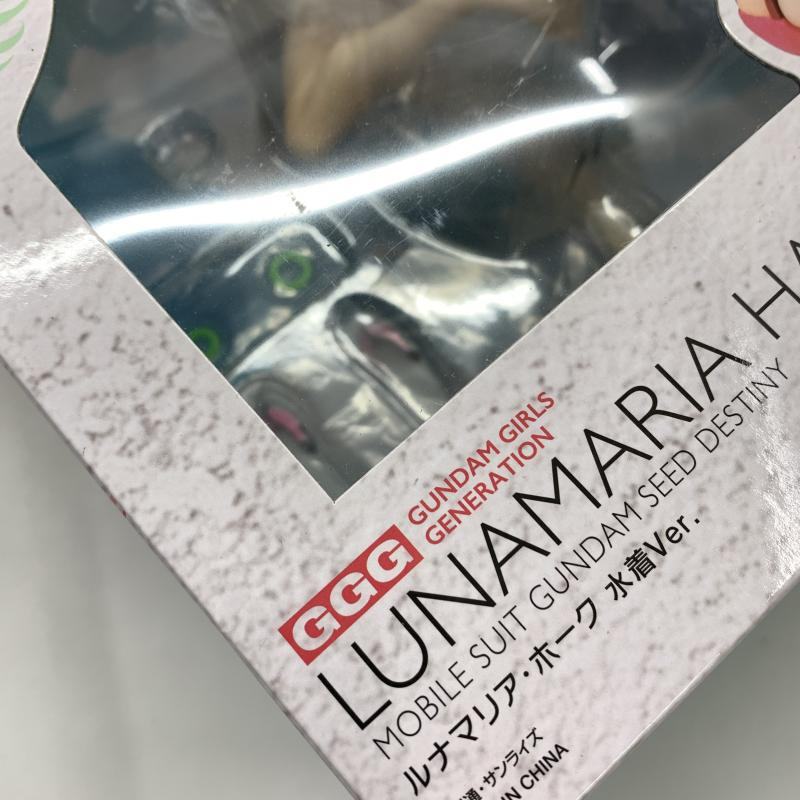 GGG
GUNDAM GIRLS
GENERATION
LUNAMARIA HA
MOBILE SUIT GUNDAM SEED DESTINY
ルナマリア・ホーク 水着Ver.
通・サンライズ
IN CHINA